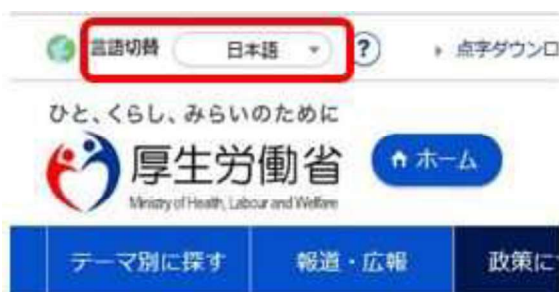 言語切替 日本語 ? 点字ダウンロ
ひと、くらし、みらいのために
厚生労働省 ホーム
Ministry of Health, Labour and Welfare
テーマ別に探す 報道・広報 政策に